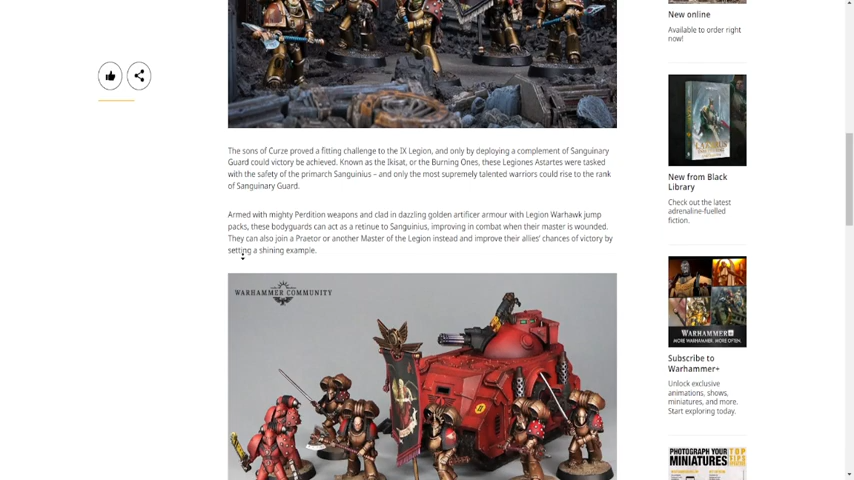 New online
Available to order right
now!
The sons of Curze proved a fitting challenge to the IX Legion, and only by deploying a complement of Sanguinary
Guard could victory be achieved. Known as the Ikisat, or the Burning Ones, these Legiones Astartes were tasked
with the safety of the primarch Sanguinius – and only the most supremely talented warriors could rise to the rank
of Sanguinary Guard.
Armed with mighty Perdition weapons and clad in dazzling golden artificer armour with Legion Warhawk jump
packs, these bodyguards can act as a retinue to Sanguinius, improving in combat when their master is wounded.
They can also join a Praetor or another Master of the Legion instead and improve their allies' chances of victory by
setting a shining example.
WARHAMMER COMMUNITY
New from Black
Library
Check out the latest
adrenaline-fuelled
fiction.
WARHAMMER+
MORE WARHAMMER. MORE OFTEN.
Subscribe to
Warhammer+
Unlock exclusive
animations, shows,
miniatures, and more.
Start exploring today.
PHOTOGRAPH YOUR
MINIATURES
TOP
TIPS